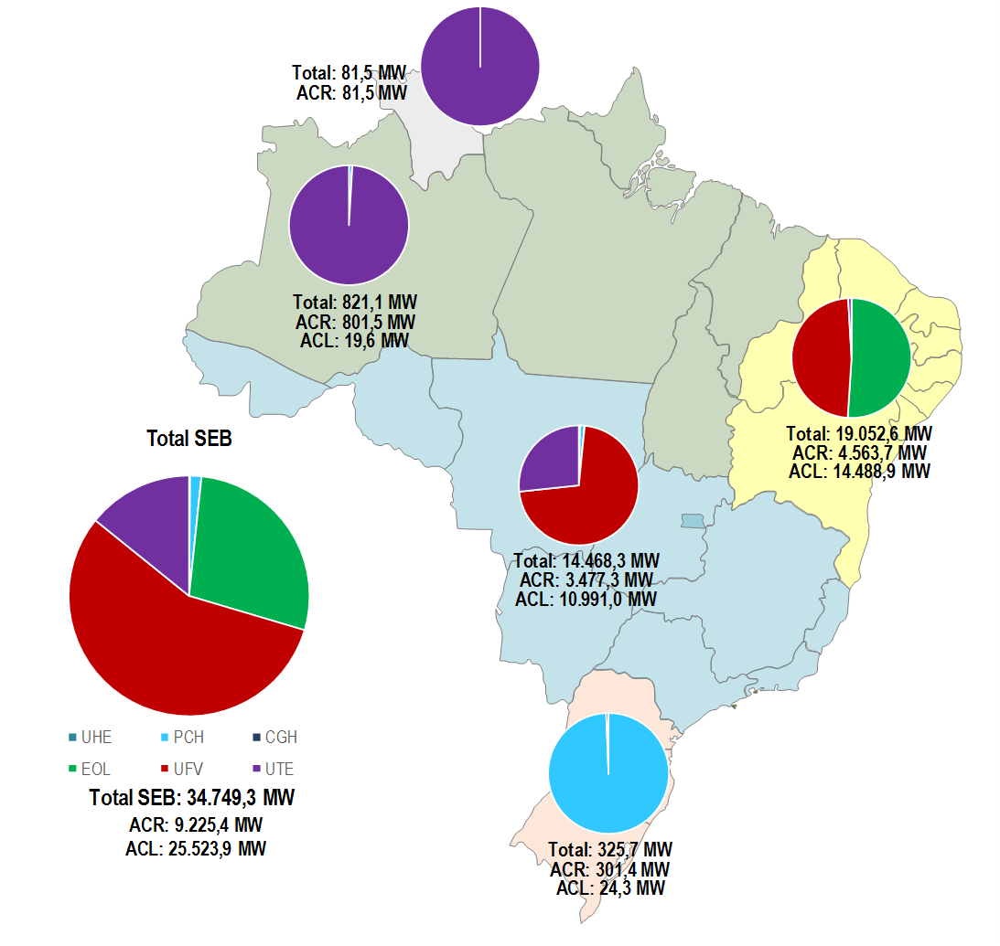 Total: 81,5 MW
ACR: 81,5 MW
Total: 821,1 MW
ACR: 801,5 MW
ACL: 19,6 MW
Total: 19.052,6 MW
ACR: 4.563,7 MW
ACL: 14.488,9 MW
Total: 14.468,3 MW
ACR: 3.477,3 MW
ACL: 10.991,0 MW
Total SEB
UHE PCH CGH
EOL UFV UTE
Total SEB: 34.749,3 MW
ACR: 9.225,4 MW
ACL: 25.523,9 MW
Total: 325,7 MW
ACR: 301,4 MW
ACL: 24,3 MW